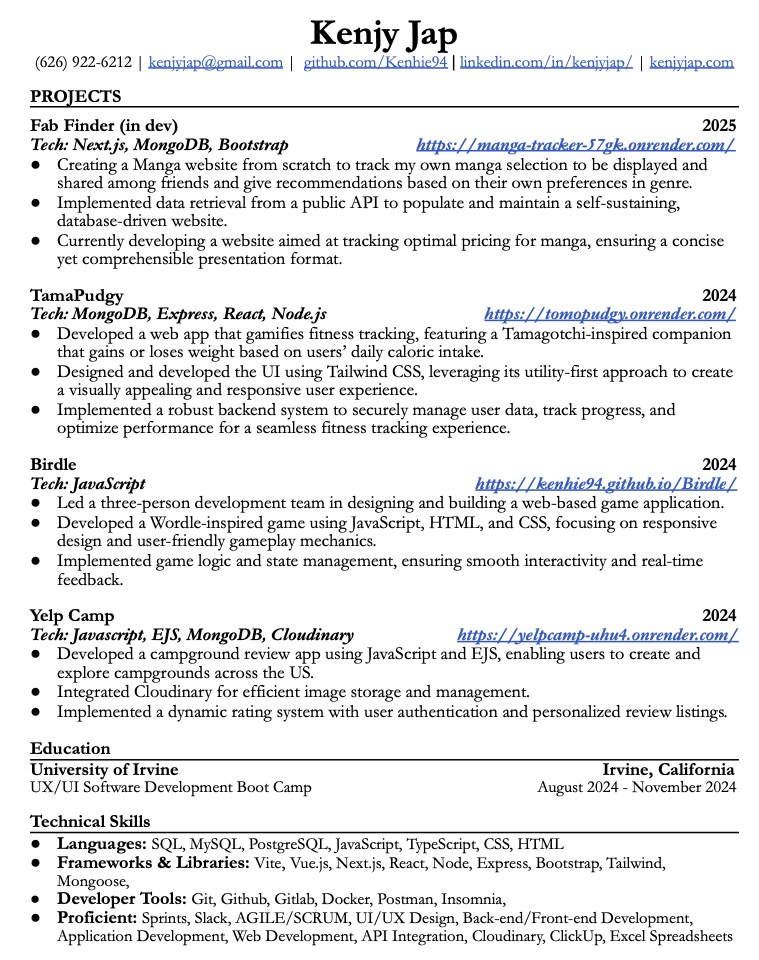 Kenjy Jap
(626) 922-6212 | kenjyjap@gmail.com | github.com/Kenhie94 | linkedin.com/in/kenjyjap/ | kenjyjap.com
PROJECTS
Fab Finder (in dev) 2025
Tech: Next.js, MongoDB, Bootstrap https://manga-tracker-57gk.onrender.com/
● Creating a Manga website from scratch to track my own manga selection to be displayed and
shared among friends and give recommendations based on their own preferences in genre.
● Implemented data retrieval from a public API to populate and maintain a self-sustaining,
database-driven website.
● Currently developing a website aimed at tracking optimal pricing for manga, ensuring a concise
yet comprehensible presentation format.
TamaPudgy 2024
Tech: MongoDB, Express, React, Node.js https://tomopudgy.onrender.com/
● Developed a web app that gamifies fitness tracking, featuring a Tamagotchi-inspired companion
that gains or loses weight based on users’ daily caloric intake.
● Designed and developed the UI using Tailwind CSS, leveraging its utility-first approach to create
a visually appealing and responsive user experience.
● Implemented a robust backend system to securely manage user data, track progress, and
optimize performance for a seamless fitness tracking experience.
Birdle 2024
Tech: JavaScript https://kenhie94.github.io/Birdle/
● Led a three-person development team in designing and building a web-based game application.
● Developed a Wordle-inspired game using JavaScript, HTML, and CSS, focusing on responsive
design and user-friendly gameplay mechanics.
● Implemented game logic and state management, ensuring smooth interactivity and real-time
feedback.
Yelp Camp 2024
Tech: Javascript, EJS, MongoDB, Cloudinary https://yelpcamp-uhu4.onrender.com/
● Developed a campground review app using JavaScript and EJS, enabling users to create and
explore campgrounds across the US.
● Integrated Cloudinary for efficient image storage and management.
● Implemented a dynamic rating system with user authentication and personalized review listings.
Education
University of Irvine Irvine, California
UX/UI Software Development Boot Camp August 2024 - November 2024
Technical Skills
● Languages: SQL, MySQL, PostgreSQL, JavaScript, TypeScript, CSS, HTML
● Frameworks & Libraries: Vite, Vue.js, Next.js, React, Node, Express, Bootstrap, Tailwind,
Mongoose,
● Developer Tools: Git, Github, Gitlab, Docker, Postman, Insomnia,
● Proficient: Sprints, Slack, AGILE/SCRUM, UI/UX Design, Back-end/Front-end Development,
Application Development, Web Development, API Integration, Cloudinary, ClickUp, Excel Spreadsheets